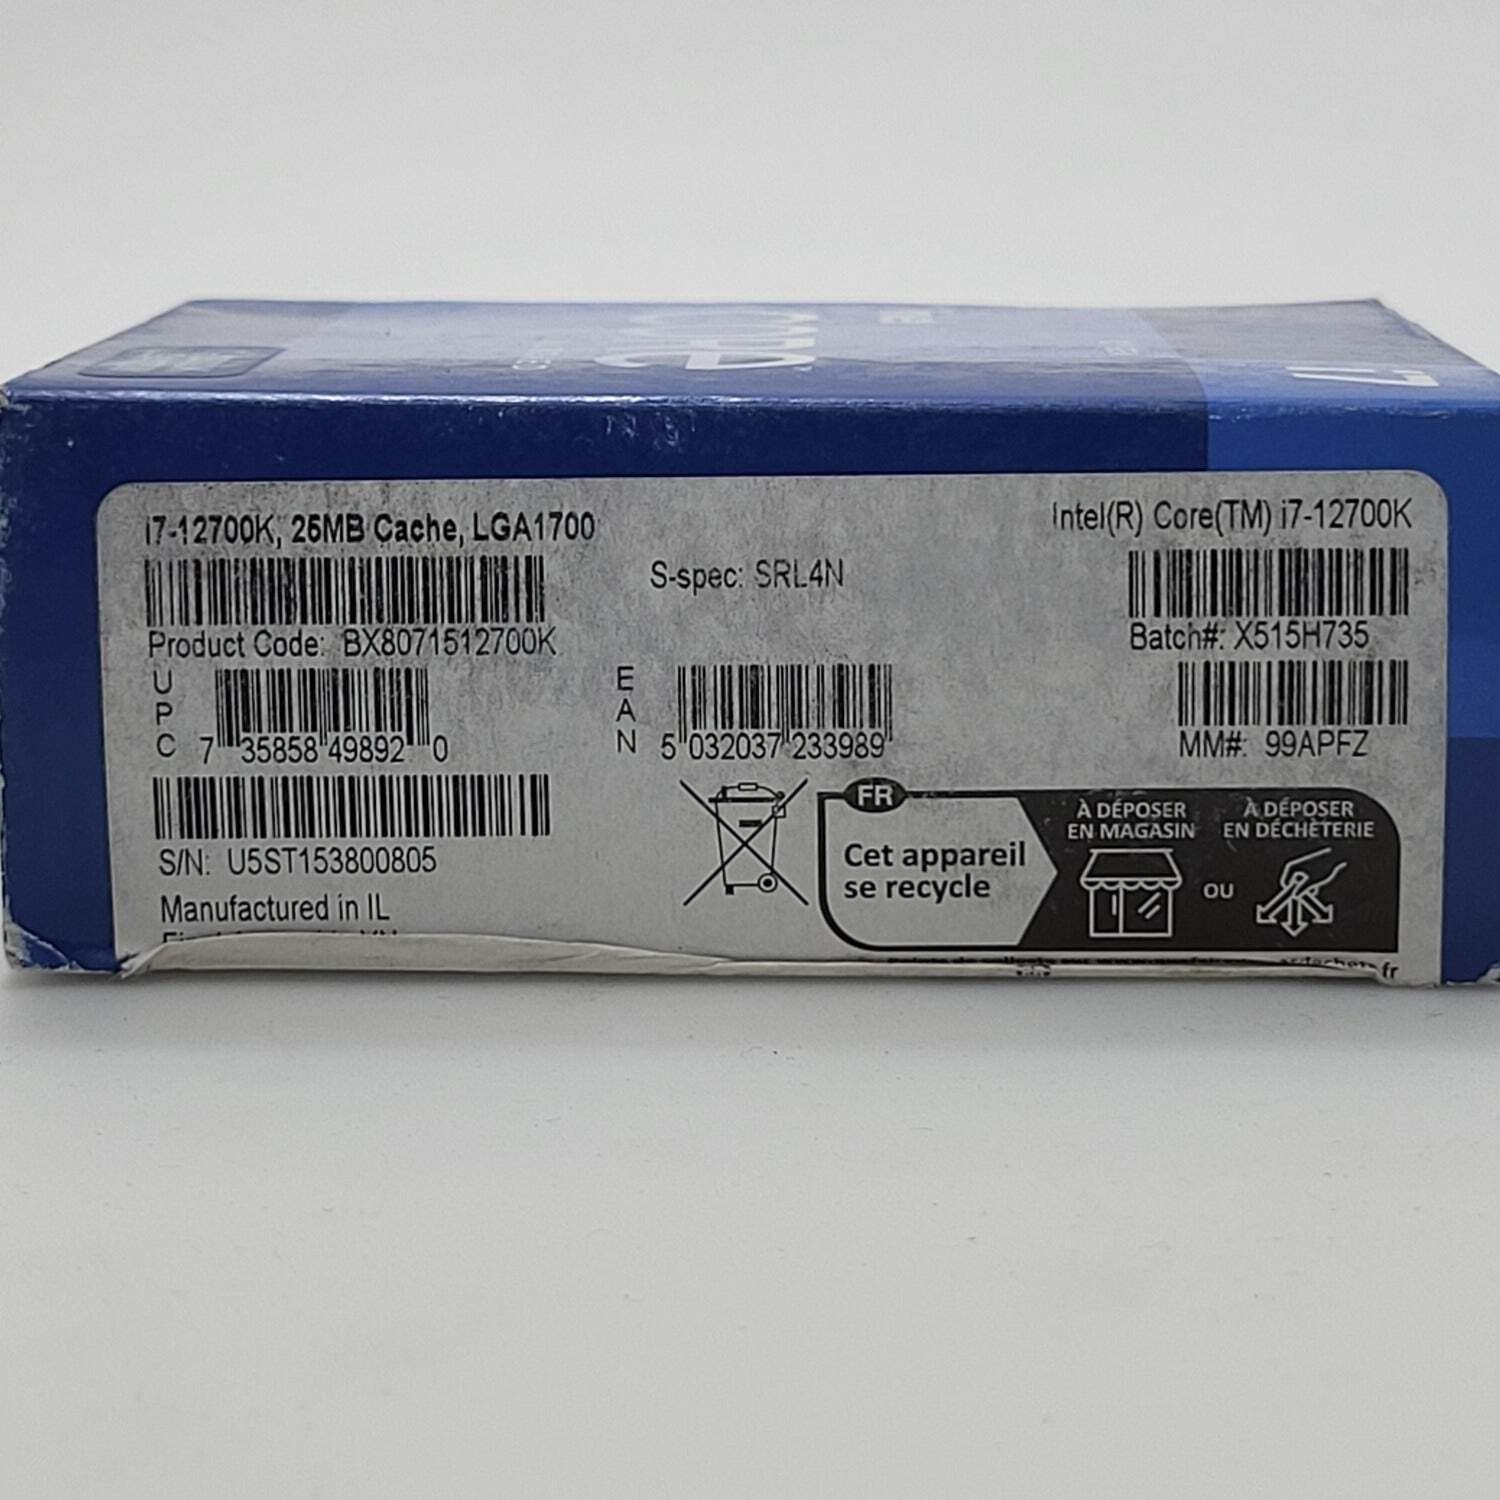 i7-12700K, 25MB Cache, LGA1700
Intel(R) Core(TM) i7-12700K
S-spec: SRL4N
Product Code: BX8071512700K
Batch#: X515H735
UPC
7 35858 49892 0
EAN
5 032037 233989
MM#: 99APFZ
S/N: U5ST153800805
Manufactured in IL
FR
Cet appareil
se recycle
À DÉPOSER
EN MAGASIN
OU
À DÉPOSER
EN DÉCHÈTERIE